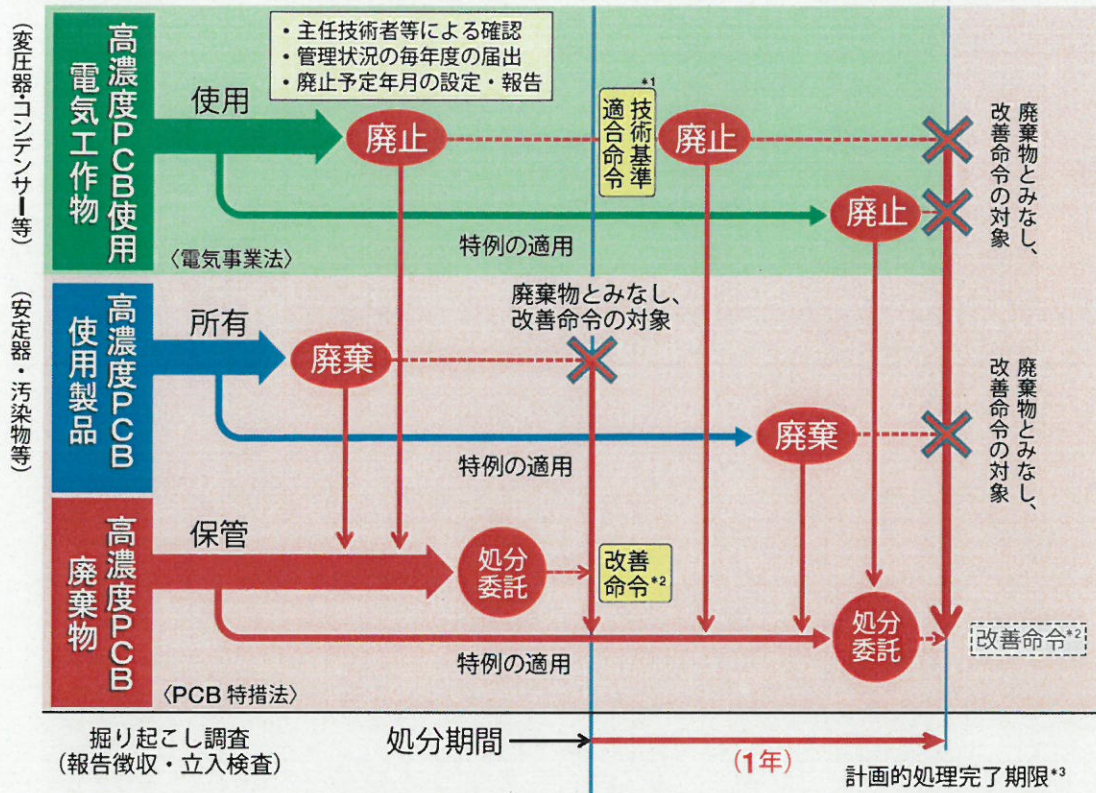 （変圧器・コンデンサー等）
高濃度PCB使用
電気工作物
使用
・主任技術者等による確認
・管理状況の毎年度の届出
・廃止予定年月の設定・報告
廃止
*1
技術基準
適合命令
廃止
廃止
特例の適用
〈電気事業法〉
廃棄物とみなし、
改善命令の対象
（安定器・汚染物等）
高濃度PCB
使用製品
所有
廃棄
廃棄物とみなし、
改善命令の対象
廃棄
特例の適用
廃棄物とみなし、
改善命令の対象
高濃度PCB
廃棄物
保管
処分
委託
改善
命令*2
処分
委託
改善命令*2
特例の適用
〈PCB 特措法〉
掘り起こし調査
（報告徴収・立入検査）
処分期間
（1年）
計画的処理完了期限*3